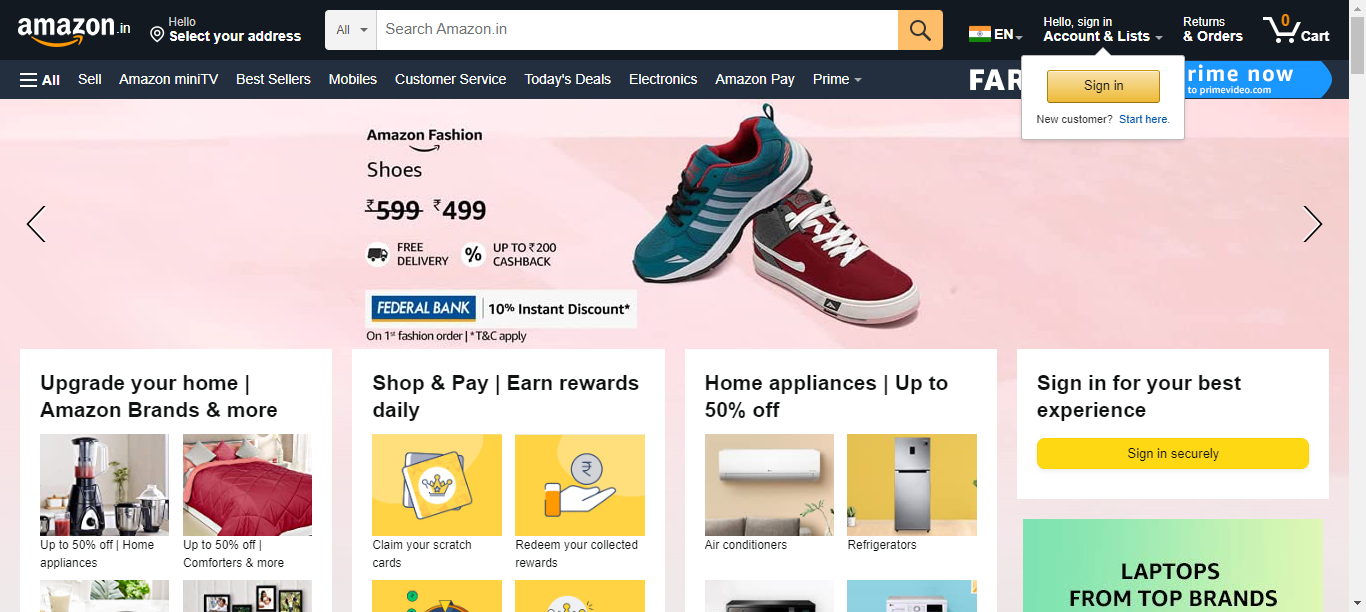 amazon.in
Hello
Select your address
All
Search Amazon.in
EN
Hello, sign in
Account & Lists
Returns
& Orders
0
Cart
All
Sell
Amazon miniTV
Best Sellers
Mobiles
Customer Service
Today's Deals
Electronics
Amazon Pay
Prime
FAR
rime now
to primevideo.com
Sign in
New customer? Start here.
Amazon Fashion
Shoes
₹599 ₹499
FREE
DELIVERY
%
UP TO ₹200
CASHBACK
FEDERAL BANK
10% Instant Discount*
On 1st fashion order | *T&C apply
Upgrade your home |
Amazon Brands & more
Up to 50% off | Home
appliances
Up to 50% off |
Comforters & more
Shop & Pay | Earn rewards
daily
₹
Claim your scratch
cards
Redeem your collected
rewards
Home appliances | Up to
50% off
Air conditioners
Refrigerators
Sign in for your best
experience
Sign in securely
LAPTOPS
FROM TOP BRANDS